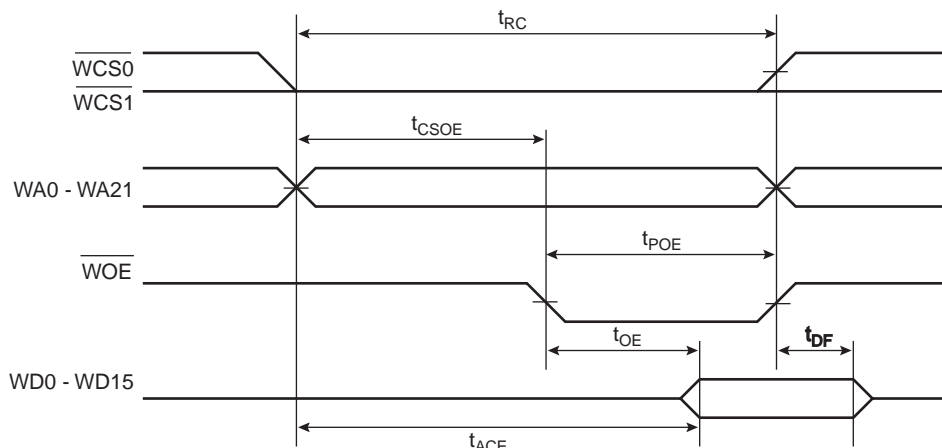 tRC
WCS0
WCS1
tCSOE
WA0 - WA21
tPOE
WOE
tOE
tDF
WD0 - WD15
tACE